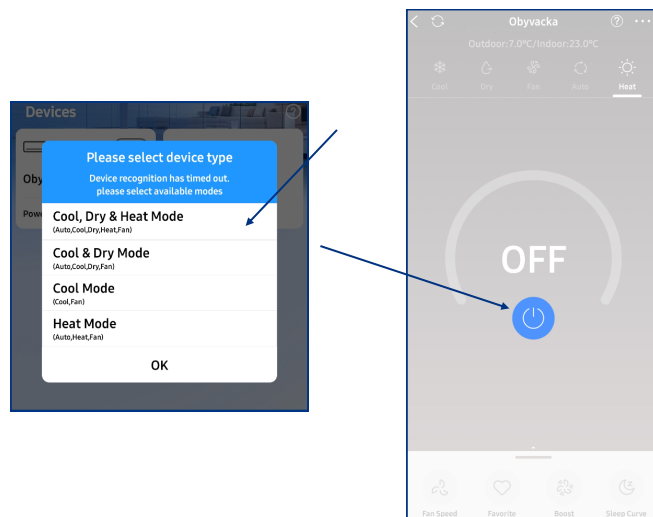 Devices
Oby
Powe
Please select device type
Device recognition has timed out.
please select available modes
Cool, Dry & Heat Mode
(Auto,Cool,Dry,Heat,Fan)
Cool & Dry Mode
(Auto,Cool,Dry,Fan)
Cool Mode
(Cool,Fan)
Heat Mode
(Auto,Heat,Fan)
OK
Obyvacka
Outdoor:7.0℃/Indoor:23.0℃
Cool Dry Fan Auto Heat
OFF
Fan Speed Favorite Boost Sleep Curve